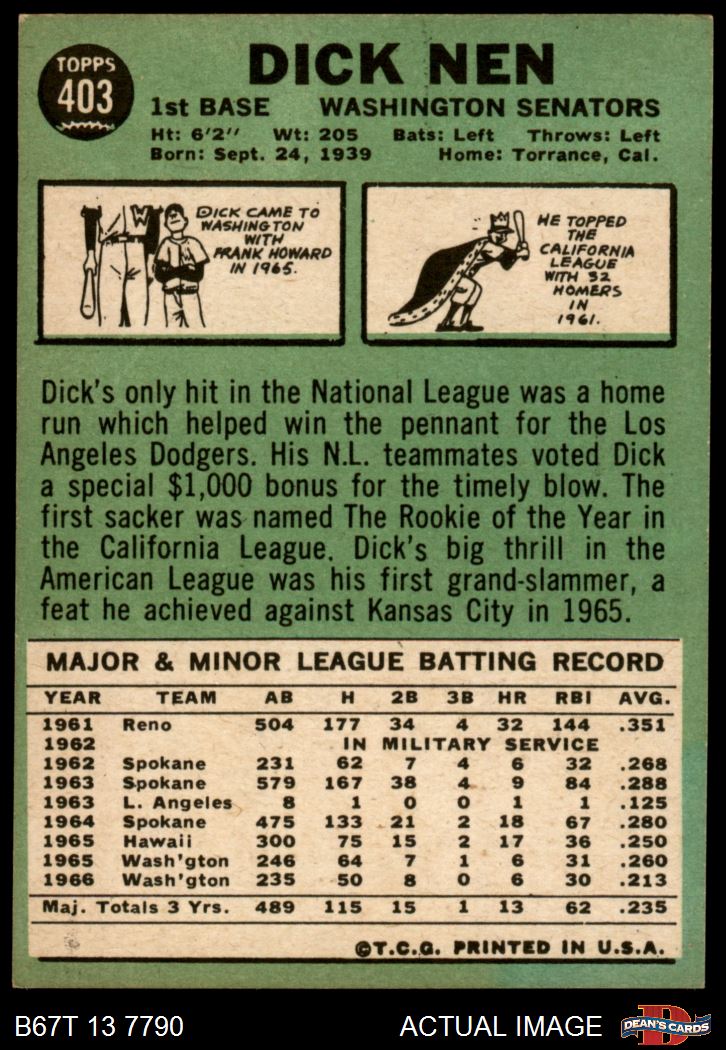 TOPPS
403
DICK NEN
1st BASE WASHINGTON SENATORS
Ht: 6'2'' Wt: 205 Bats: Left Throws: Left
Born: Sept. 24, 1939 Home: Torrance, Cal.
W
DICK CAME TO
WASHINGTON
WITH
FRANK HOWARD
IN 1965.
HE TOPPED
THE
CALIFORNIA
LEAGUE
WITH 32
HOMERS
IN
1961.
Dick's only hit in the National League was a home
run which helped win the pennant for the Los
Angeles Dodgers. His N.L. teammates voted Dick
a special $1,000 bonus for the timely blow. The
first sacker was named The Rookie of the Year in
the California League. Dick's big thrill in the
American League was his first grand-slammer, a
feat he achieved against Kansas City in 1965.
MAJOR & MINOR LEAGUE BATTING RECORD
YEAR TEAM AB H 2B 3B HR RBI AVG.
1961 Reno 504 177 34 4 32 144 .351
1962 IN MILITARY SERVICE
1962 Spokane 231 62 7 4 6 32 .268
1963 Spokane 579 167 38 4 9 84 .288
1963 L. Angeles 8 1 0 0 1 1 .125
1964 Spokane 475 133 21 2 18 67 .280
1965 Hawaii 300 75 15 2 17 36 .250
1965 Wash'gton 246 64 7 1 6 31 .260
1966 Wash'gton 235 50 8 0 6 30 .213
Maj. Totals 3 Yrs. 489 115 15 1 13 62 .235
©T.C.G. PRINTED IN U.S.A.
B67T 13 7790 ACTUAL IMAGE
D
DEAN'S CARDS